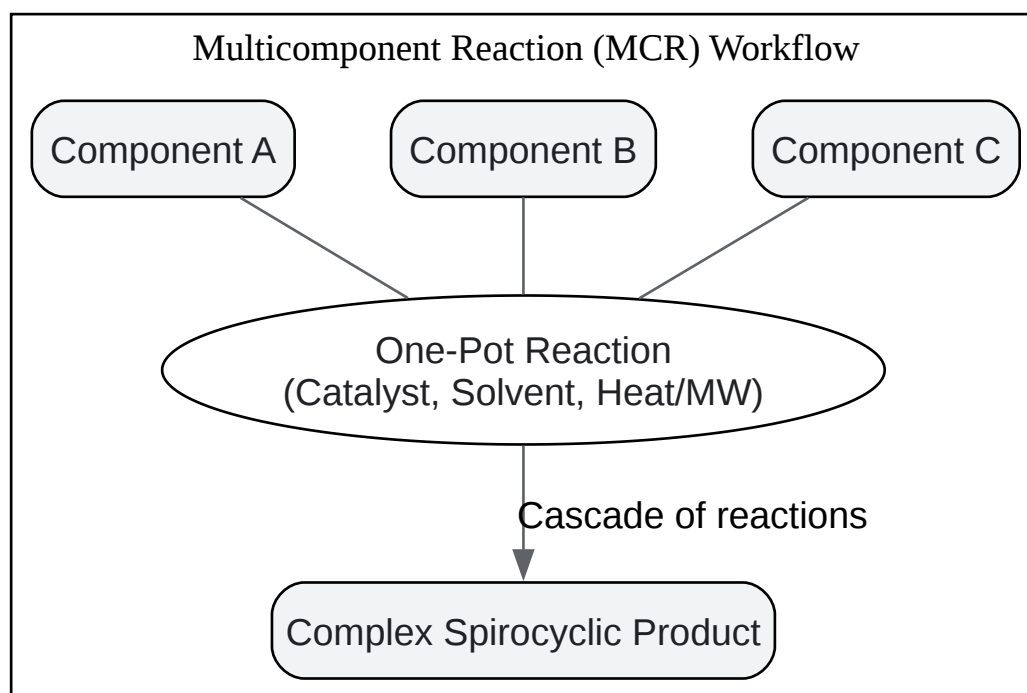 Multicomponent Reaction (MCR) Workflow
Component A
Component B
Component C
One-Pot Reaction
(Catalyst, Solvent, Heat/MW)
Cascade of reactions
Complex Spirocyclic Product